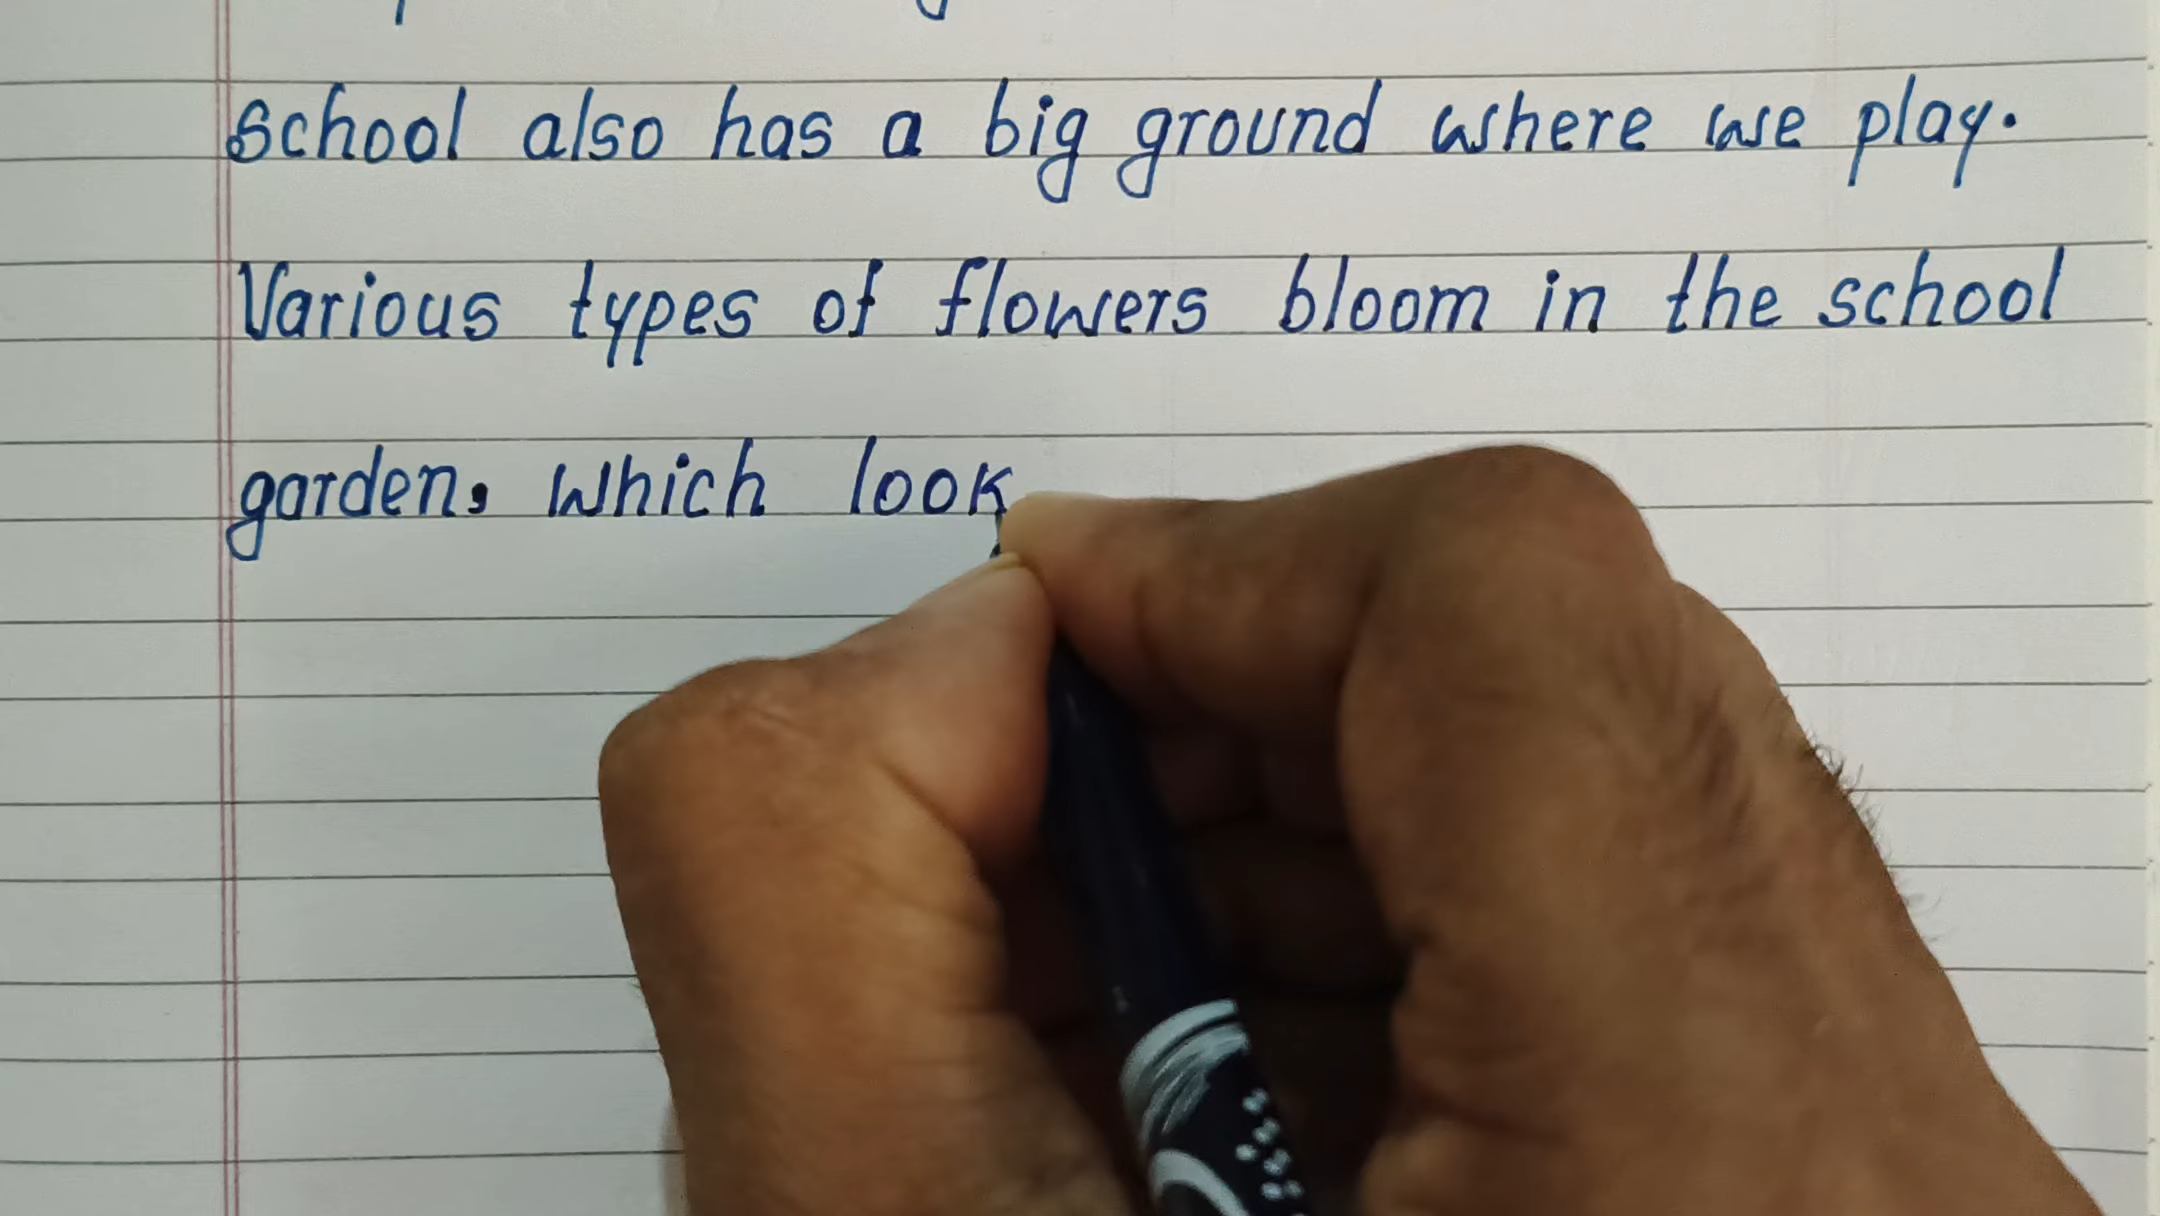 school also has a big ground where we play.
Various types of flowers bloom in the school
garden, which look